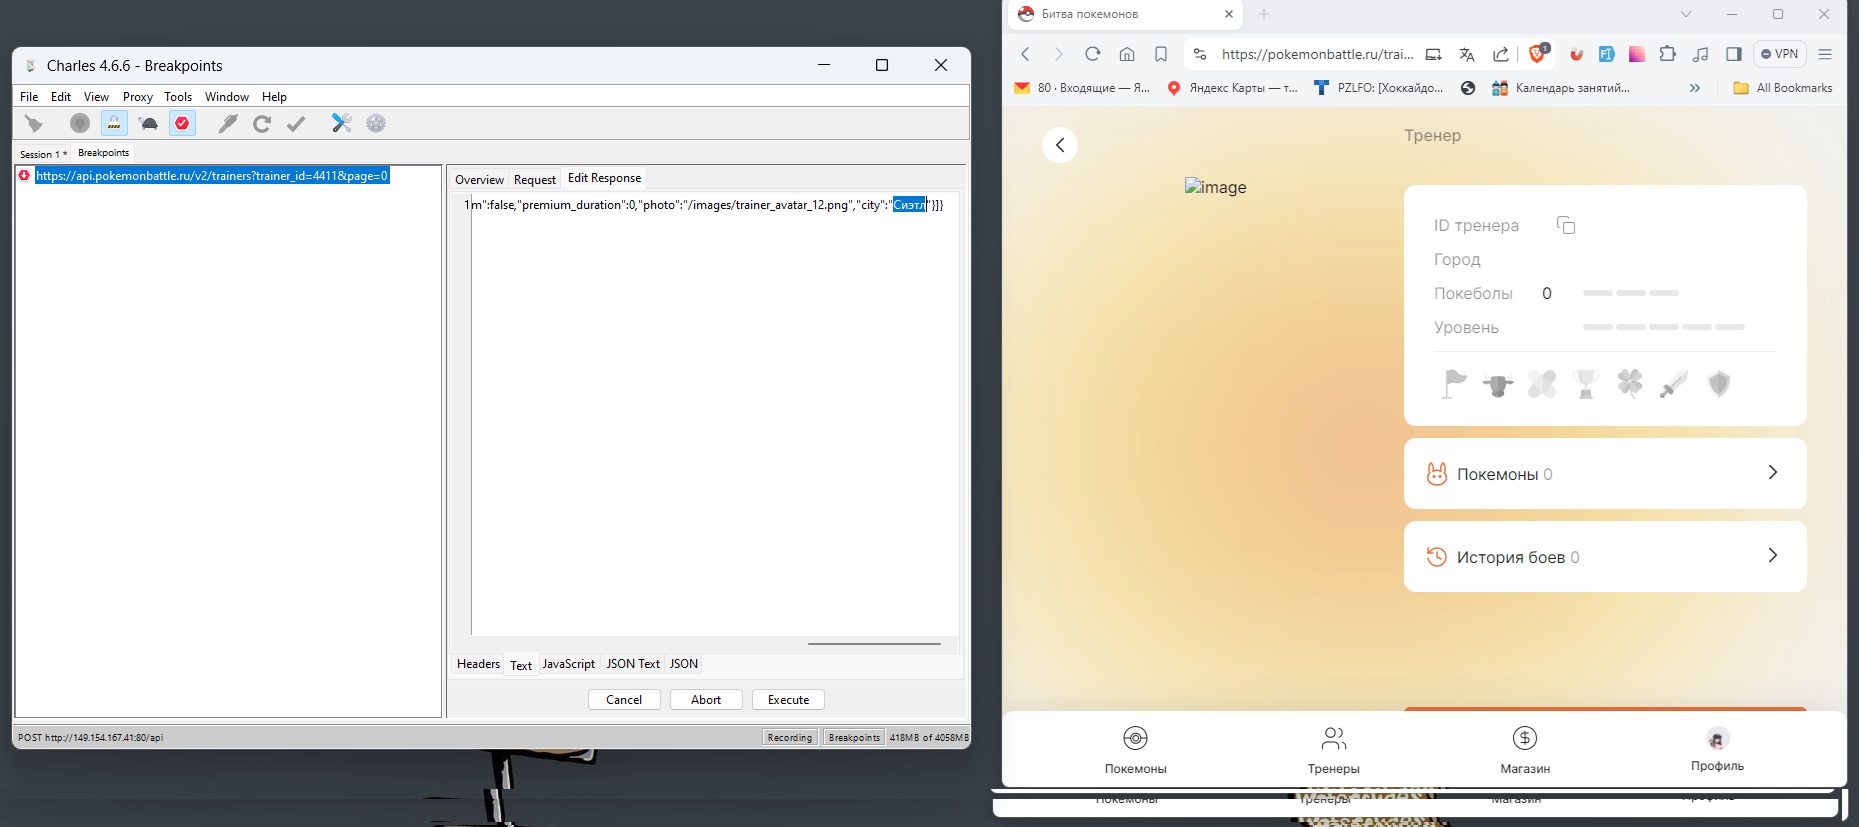 Charles 4.6.6 - Breakpoints
File Edit View Proxy Tools Window Help
Session 1 * Breakpoints
https://api.pokemonbattle.ru/v2/trainers?trainer_id=4411&page=0
Overview Request Edit Response
1 m":false,"premium_duration":0,"photo":"/images/trainer_avatar_12.png","city":"Сиэтл"}]}
Headers Text JavaScript JSON Text JSON
Cancel Abort Execute
POST http://149.154.167.41:80/api
Recording Breakpoints 418MB of 4058MB
Битва покемонов
https://pokemonbattle.ru/trai...
1
VPN
80 · Входящие — Я...
Яндекс Карты — т...
PZLFO: [Хоккайдо...
Календарь занятий...
All Bookmarks
Тренер
image
ID тренера
Город
Покеболы 0
Уровень
Покемоны 0
История боев 0
Покемоны Тренеры Магазин Профиль
Покемоны Тренеры Магазин Профиль